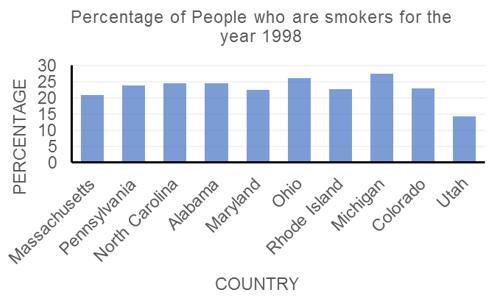 Percentage of People who are smokers for the
year 1998
PERCENTAGE
30
25
20
15
10
5
0
Massachusetts
Pennsylvania
North Carolina
Alabama
Maryland
Ohio
Rhode Island
Michigan
Colorado
Utah
COUNTRY